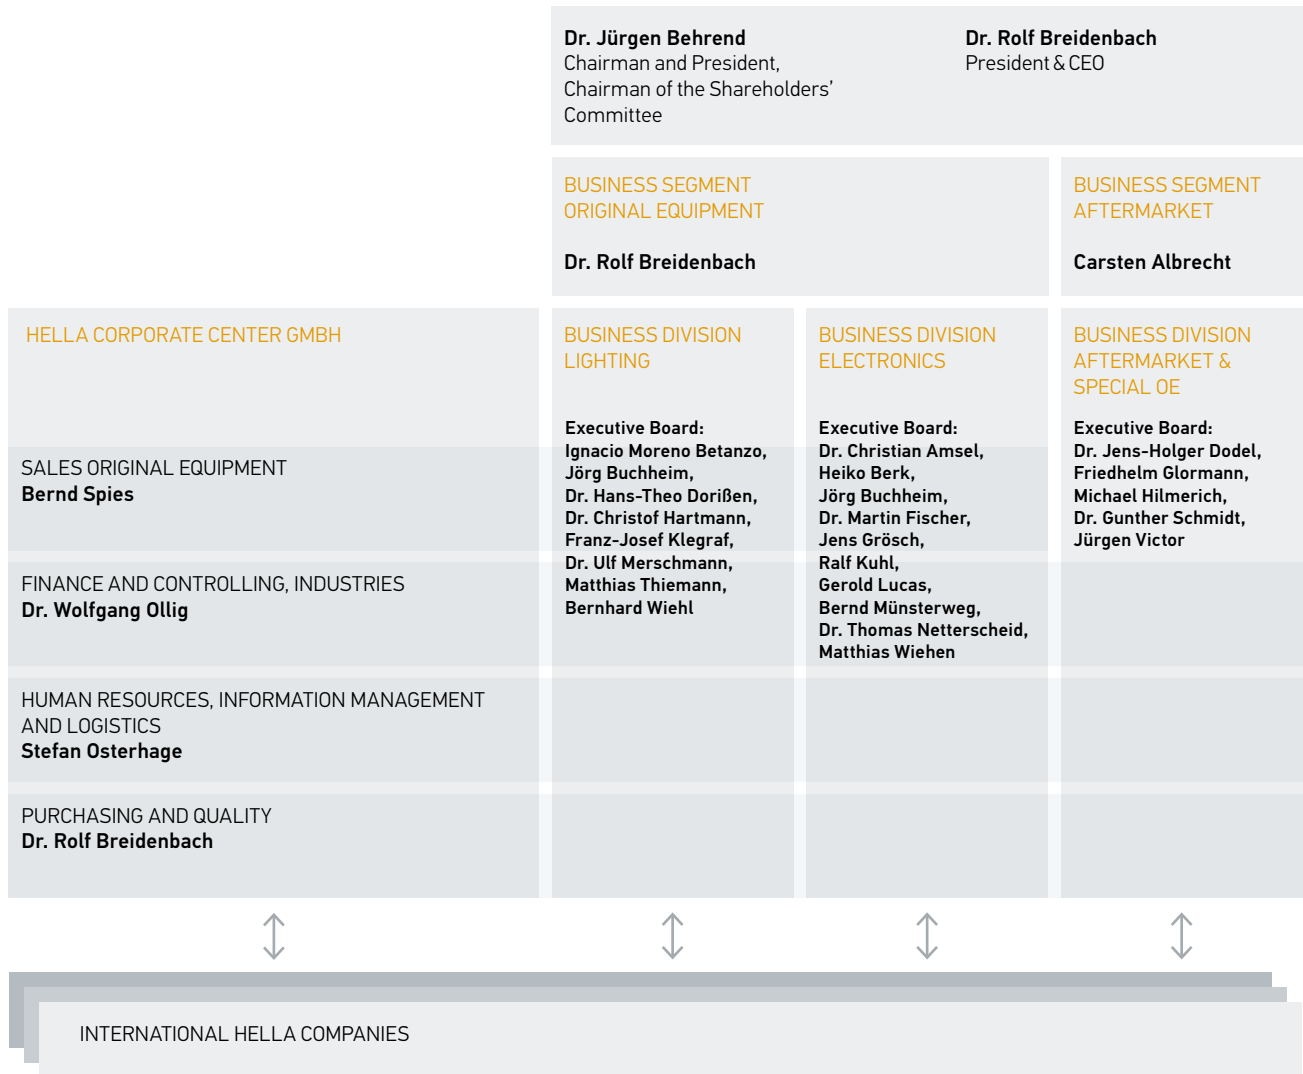 Dr. Jürgen Behrend
Chairman and President,
Chairman of the Shareholders’
Committee
Dr. Rolf Breidenbach
President & CEO
BUSINESS SEGMENT
ORIGINAL EQUIPMENT
Dr. Rolf Breidenbach
BUSINESS SEGMENT
AFTERMARKET
Carsten Albrecht
HELLA CORPORATE CENTER GMBH
SALES ORIGINAL EQUIPMENT
Bernd Spies
FINANCE AND CONTROLLING, INDUSTRIES
Dr. Wolfgang Ollig
HUMAN RESOURCES, INFORMATION MANAGEMENT
AND LOGISTICS
Stefan Osterhage
PURCHASING AND QUALITY
Dr. Rolf Breidenbach
BUSINESS DIVISION
LIGHTING
Executive Board:
Ignacio Moreno Betanzo,
Jörg Buchheim,
Dr. Hans-Theo Dorißen,
Dr. Christof Hartmann,
Franz-Josef Klegraf,
Dr. Ulf Merschmann,
Matthias Thiemann,
Bernhard Wiehl
BUSINESS DIVISION
ELECTRONICS
Executive Board:
Dr. Christian Amsel,
Heiko Berk,
Jörg Buchheim,
Dr. Martin Fischer,
Jens Grösch,
Ralf Kuhl,
Gerold Lucas,
Bernd Münsterweg,
Dr. Thomas Netterscheid,
Matthias Wiehen
BUSINESS DIVISION
AFTERMARKET &
SPECIAL OE
Executive Board:
Dr. Jens-Holger Dodel,
Friedhelm Glormann,
Michael Hilmerich,
Dr. Gunther Schmidt,
Jürgen Victor
INTERNATIONAL HELLA COMPANIES